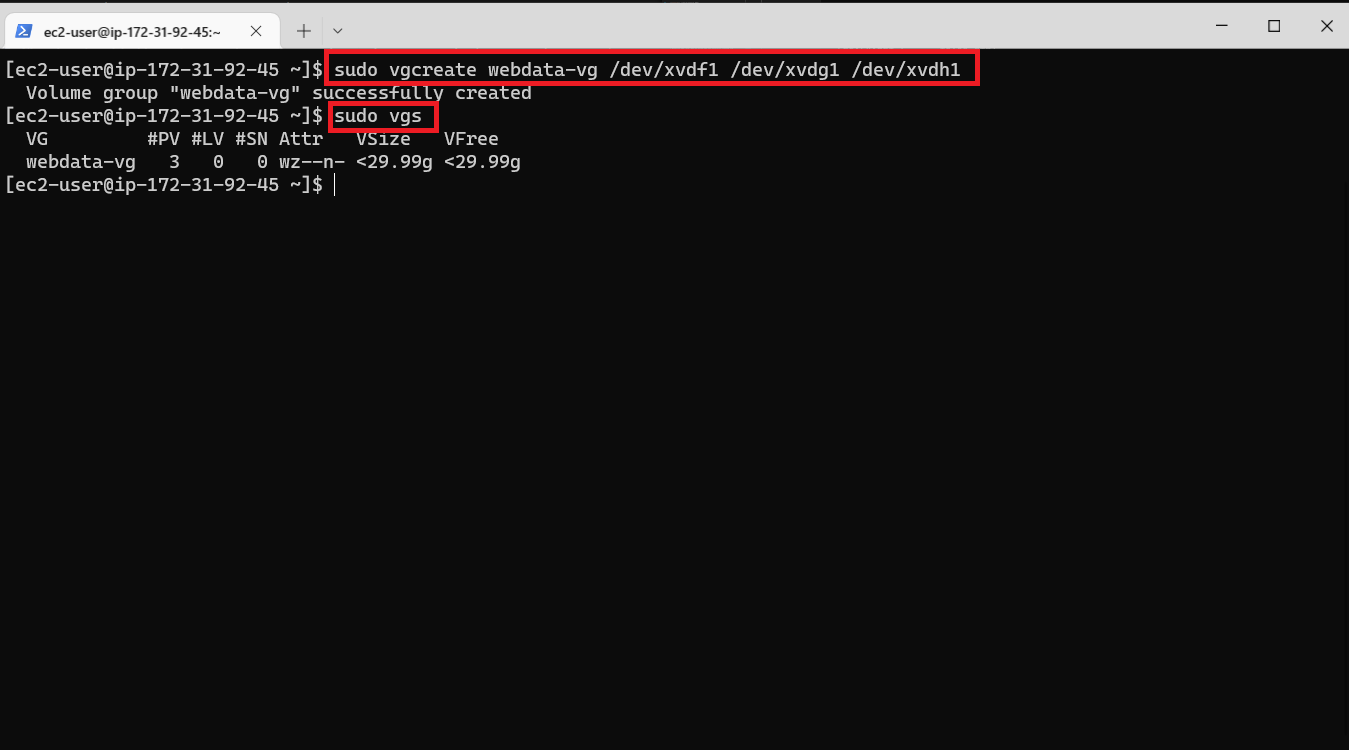 ec2-user@ip-172-31-92-45:~
[ec2-user@ip-172-31-92-45 ~]$ sudo vgcreate webdata-vg /dev/xvdf1 /dev/xvdg1 /dev/xvdh1
  Volume group "webdata-vg" successfully created
[ec2-user@ip-172-31-92-45 ~]$ sudo vgs
  VG         #PV #LV #SN Attr   VSize   VFree
  webdata-vg   3   0   0 wz--n- <29.99g <29.99g
[ec2-user@ip-172-31-92-45 ~]$